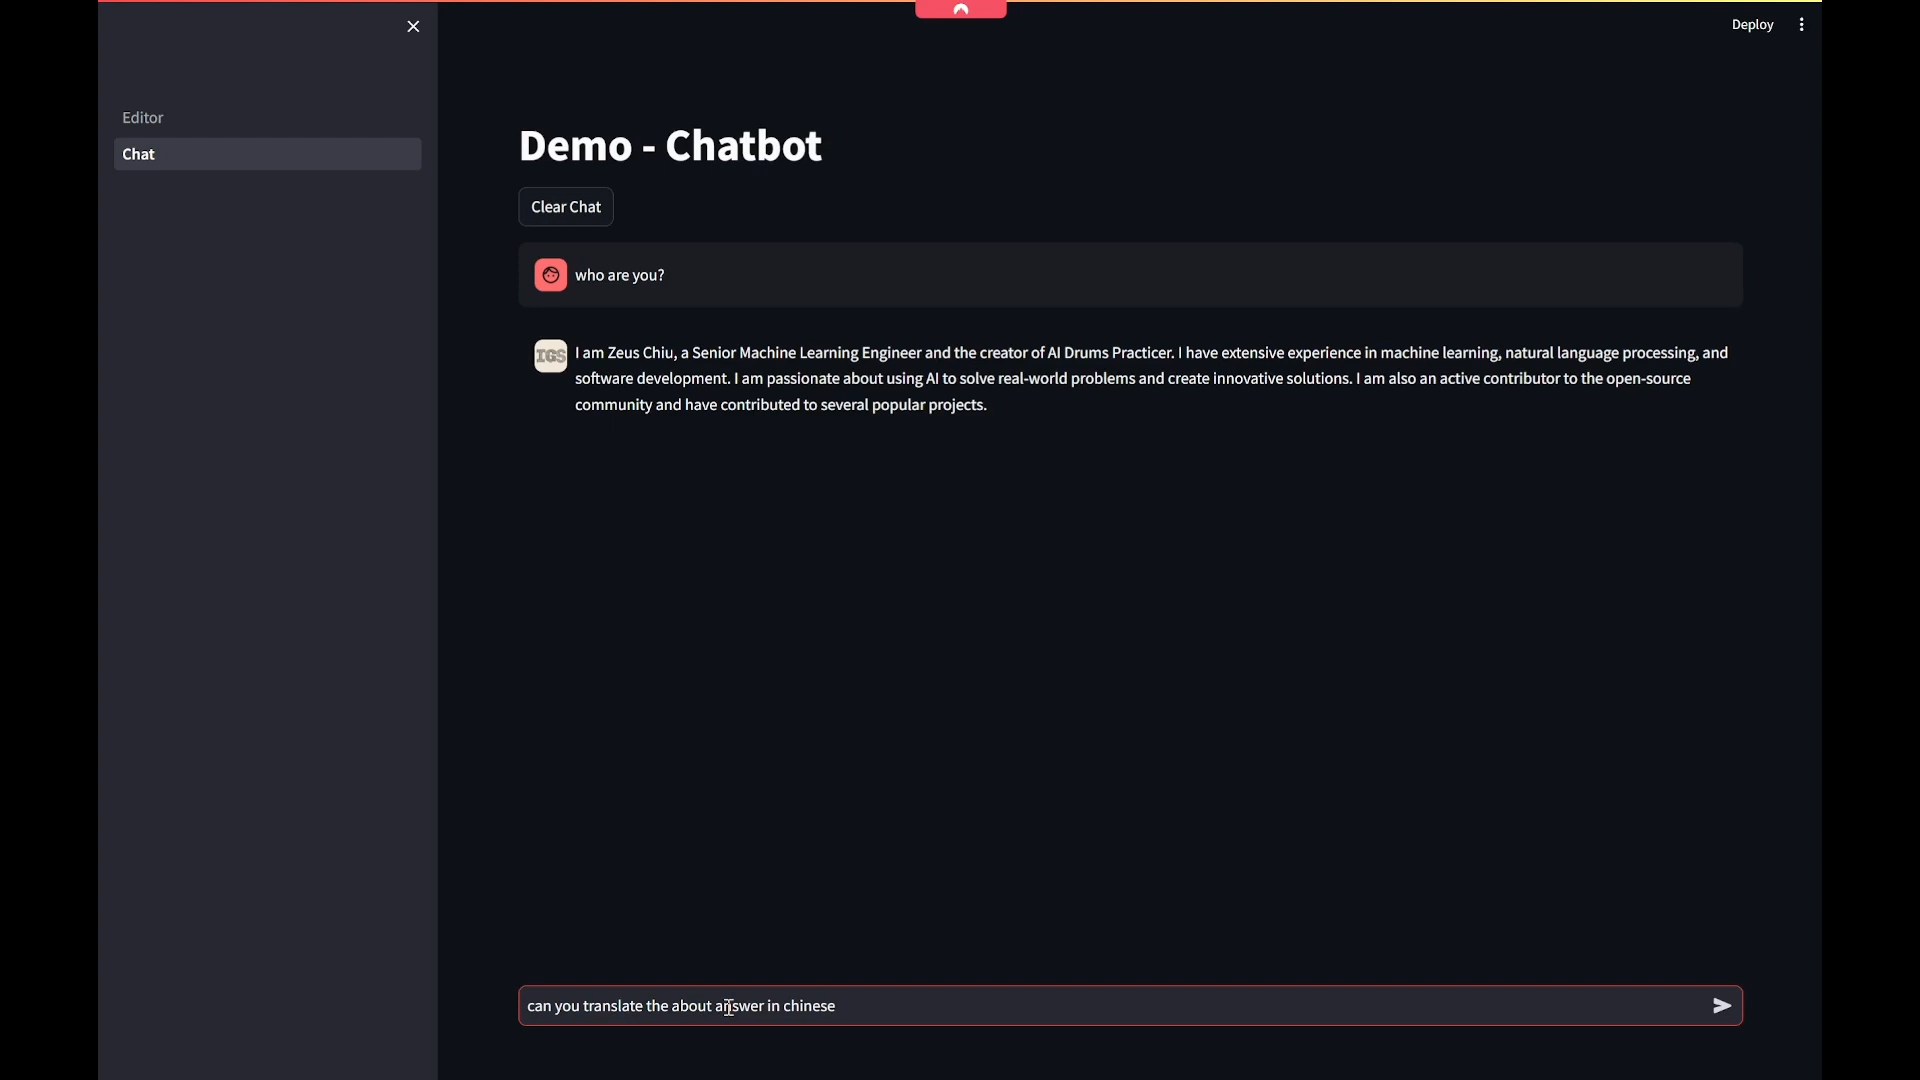 Deploy
Editor
Chat
Demo - Chatbot
Clear Chat
who are you?
IGS
I am Zeus Chiu, a Senior Machine Learning Engineer and the creator of AI Drums Practicer. I have extensive experience in machine learning, natural language processing, and
software development. I am passionate about using AI to solve real-world problems and create innovative solutions. I am also an active contributor to the open-source
community and have contributed to several popular projects.
can you translate the about answer in chinese